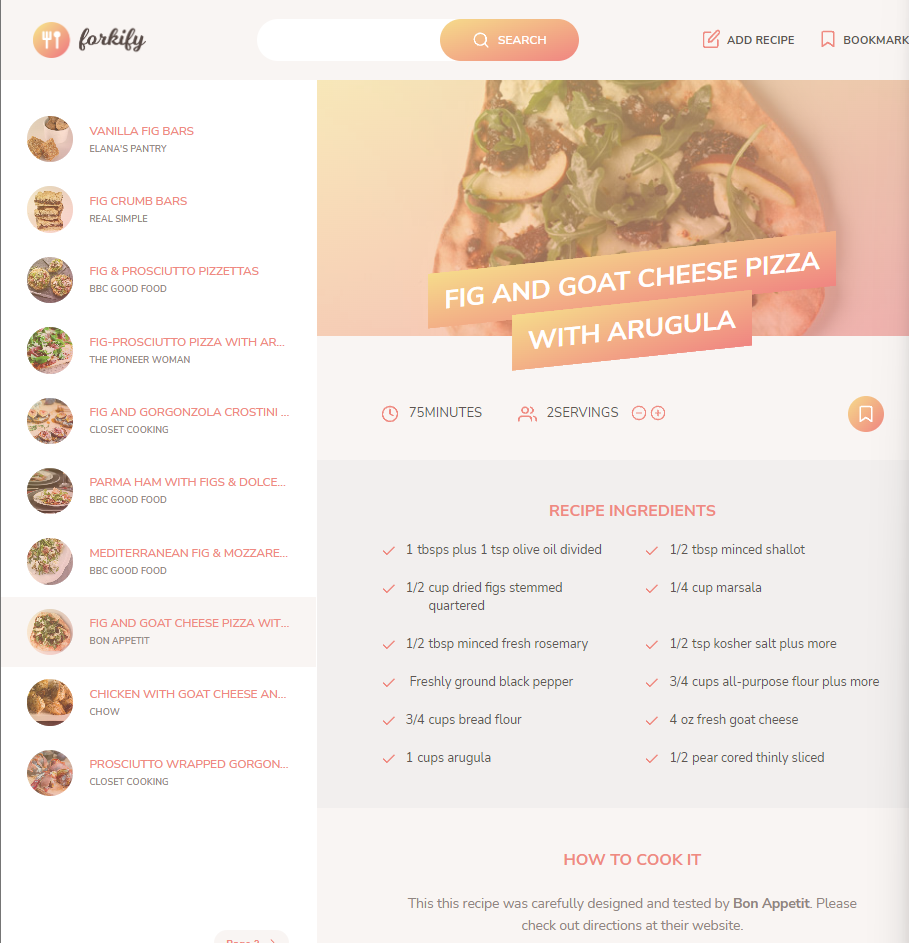 forkify
SEARCH
ADD RECIPE
BOOKMARK
VANILLA FIG BARS
ELANA'S PANTRY
FIG CRUMB BARS
REAL SIMPLE
FIG & PROSCIUTTO PIZZETTAS
BBC GOOD FOOD
FIG-PROSCIUTTO PIZZA WITH AR...
THE PIONEER WOMAN
FIG AND GORGONZOLA CROSTINI ...
CLOSET COOKING
PARMA HAM WITH FIGS & DOLCE...
BBC GOOD FOOD
MEDITERRANEAN FIG & MOZZARE...
BBC GOOD FOOD
FIG AND GOAT CHEESE PIZZA WIT...
BON APPETIT
CHICKEN WITH GOAT CHEESE AN...
CHOW
PROSCIUTTO WRAPPED GORGON...
CLOSET COOKING
Page 2
FIG AND GOAT CHEESE PIZZA
WITH ARUGULA
75MINUTES
2SERVINGS
RECIPE INGREDIENTS
1 tbsps plus 1 tsp olive oil divided
1/2 tbsp minced shallot
1/2 cup dried figs stemmed
quartered
1/4 cup marsala
1/2 tbsp minced fresh rosemary
1/2 tsp kosher salt plus more
Freshly ground black pepper
3/4 cups all-purpose flour plus more
3/4 cups bread flour
4 oz fresh goat cheese
1 cups arugula
1/2 pear cored thinly sliced
HOW TO COOK IT
This this recipe was carefully designed and tested by Bon Appetit. Please
check out directions at their website.